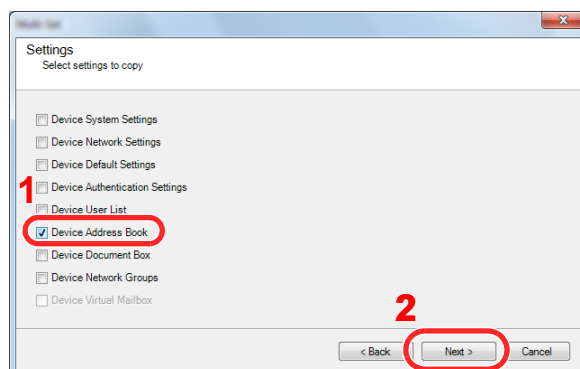 Settings
Select settings to copy
Device System Settings
Device Network Settings
Device Default Settings
Device Authentication Settings
1
Device User List
Device Address Book
Device Document Box
Device Network Groups
Device Virtual Mailbox
2
< Back
Next >
Cancel